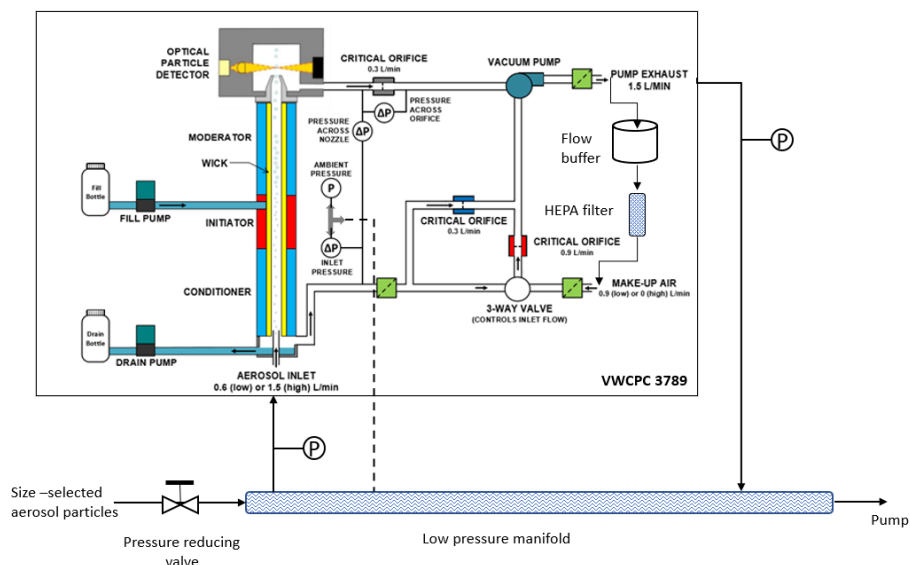 OPTICAL
PARTICLE
DETECTOR
CRITICAL ORIFICE
0.3 L/min
VACUUM PUMP
PUMP EXHAUST
1.5 L/MIN
ΔP
PRESSURE
ACROSS
ORIFICE
PRESSURE
ACROSS
NOZZLE
ΔP
MODERATOR
WICK
AMBIENT
PRESSURE
P
Flow
buffer
P
Fill
Bottle
FILL PUMP
INITIATOR
CRITICAL ORIFICE
0.3 L/min
HEPA filter
ΔP
INLET
PRESSURE
CRITICAL ORIFICE
0.9 L/min
CONDITIONER
MAKE-UP AIR
0.9 (low) or 0 (high) L/min
3-WAY VALVE
(CONTROLS INLET FLOW)
Drain
Bottle
DRAIN PUMP
AEROSOL INLET
0.6 (low) or 1.5 (high) L/min
VWCPC 3789
P
Size –selected
aerosol particles
Pressure reducing
valve
Low pressure manifold
Pump